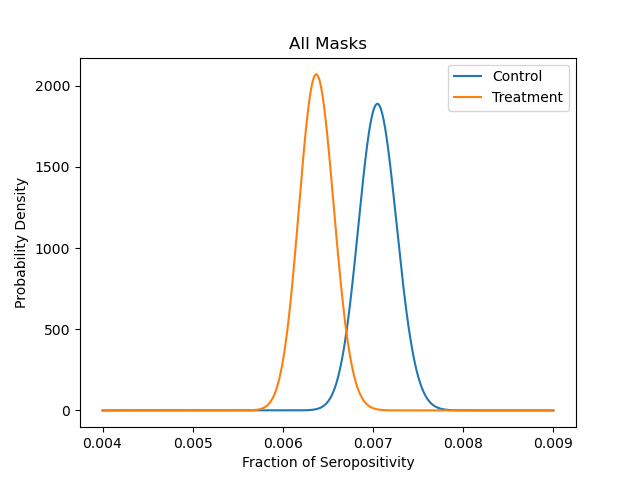 All Masks
Control
Treatment
2000
1500
1000
500
0
Probability Density
0.004 0.005 0.006 0.007 0.008 0.009
Fraction of Seropositivity